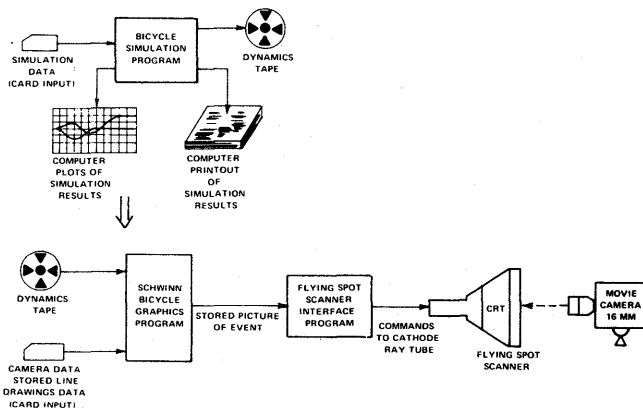 BICYCLE
SIMULATION
PROGRAM
SIMULATION
DATA
(CARD INPUT)
DYNAMICS
TAPE
COMPUTER
PLOTS OF
SIMULATION
RESULTS
COMPUTER
PRINTOUT
OF
SIMULATION
RESULTS
DYNAMICS
TAPE
SCHWINN
BICYCLE
GRAPHICS
PROGRAM
STORED PICTURE
OF EVENT
FLYING SPOT
SCANNER
INTERFACE
PROGRAM
COMMANDS
TO CATHODE
RAY TUBE
CRT
FLYING SPOT
SCANNER
MOVIE
CAMERA
16 MM
CAMERA DATA
STORED LINE
DRAWINGS DATA
(CARD INPUT)